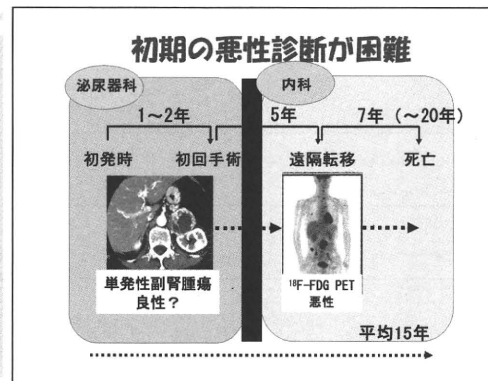 初期の悪性診断が困難
泌尿器科
内科
1～2年
5年
7年（～20年）
初発時
初回手術
遠隔転移
死亡
単発性副腎腫瘍
良性？
¹⁸F-FDG PET
悪性
平均15年